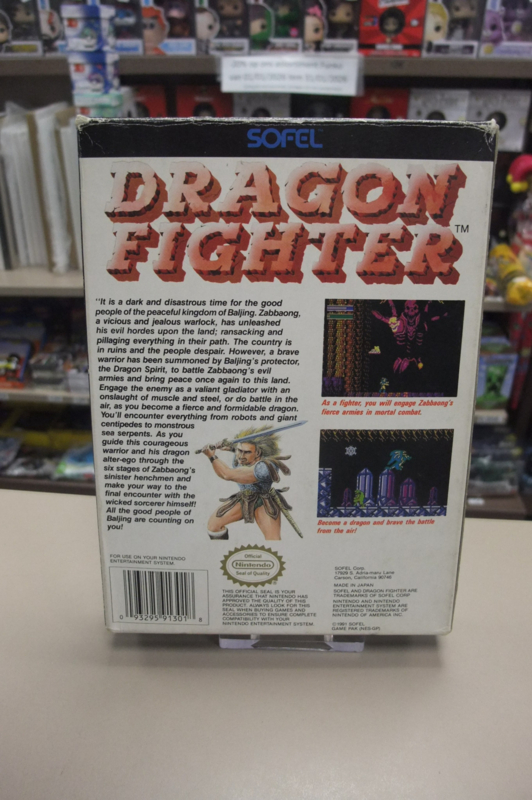 SOFEL
DRAGON
FIGHTER™
"It is a dark and disastrous time for the good
people of the peaceful kingdom of Baljing. Zabbaong,
a vicious and jealous warlock, has unleashed
his evil hordes upon the land; ransacking and
pillaging everything in their path. The country is
in ruins and the people despair. However, a brave
warrior has been summoned by Baljing's protector,
the Dragon Spirit, to battle Zabbaong's evil
armies and bring peace once again to this land.
Engage the enemy as a valiant gladiator with an
onslaught of muscle and steel, or do battle in the
air, as you become a fierce and formidable dragon.
You'll encounter everything from robots and giant
centipedes to monstrous
sea serpents. As you
guide this courageous
warrior and his dragon
alter-ego through the
six stages of Zabbaong's
sinister henchmen and
make your way to the
final encounter with the
wicked sorcerer himself!
All the good people of
Baljing are counting on
you!
As a fighter, you will engage Zabbaong's
fierce armies in mortal combat.
Become a dragon and brave the battle
from the air!
FOR USE ON YOUR NINTENDO
ENTERTAINMENT SYSTEM
0 93295 91301 8
Official
Nintendo
Seal of Quality
THIS OFFICIAL SEAL IS YOUR
ASSURANCE THAT NINTENDO HAS
APPROVED THE QUALITY OF THIS
PRODUCT. ALWAYS LOOK FOR THIS
SEAL WHEN BUYING GAMES AND
ACCESSORIES TO ENSURE COMPLETE
COMPATIBILITY WITH YOUR
NINTENDO ENTERTAINMENT SYSTEM.
SOFEL Corp.
Carson, California
MADE IN JAPAN
SOFEL AND DRAGON FIGHTER ARE
TRADEMARKS OF SOFEL CORP
NINTENDO AND NINTENDO
ENTERTAINMENT SYSTEM ARE
REGISTERED TRADEMARKS OF
NINTENDO OF AMERICA INC.
©1991 SOFEL
GAME PAK (NES-GP)